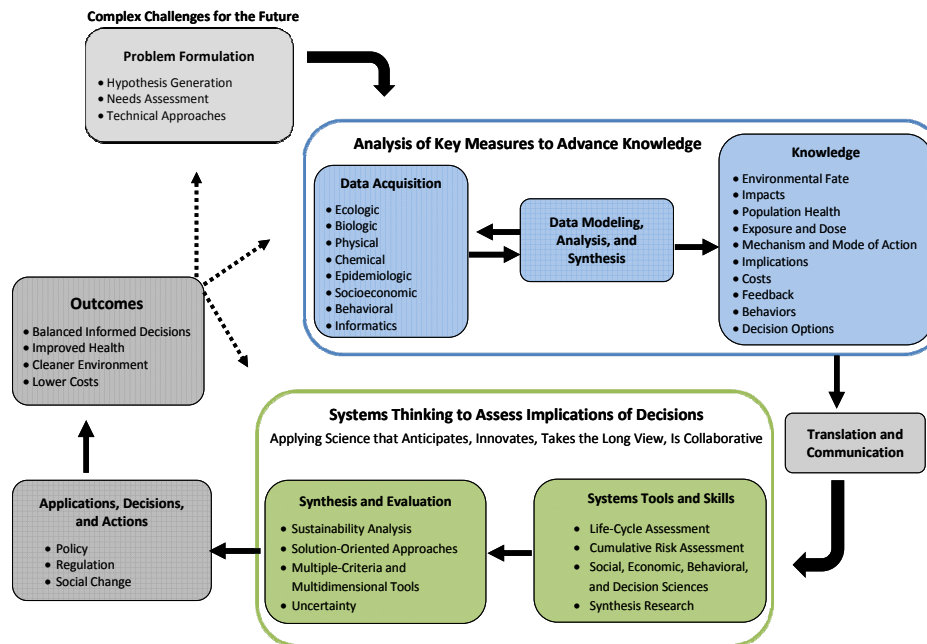 Complex Challenges for the Future
Problem Formulation
• Hypothesis Generation
• Needs Assessment
• Technical Approaches
Analysis of Key Measures to Advance Knowledge
Data Acquisition
• Ecologic
• Biologic
• Physical
• Chemical
• Epidemiologic
• Socioeconomic
• Behavioral
• Informatics
Data Modeling,
Analysis, and
Synthesis
Knowledge
• Environmental Fate
• Impacts
• Population Health
• Exposure and Dose
• Mechanism and Mode of Action
• Implications
• Costs
• Feedback
• Behaviors
• Decision Options
Translation and
Communication
Systems Thinking to Assess Implications of Decisions
Applying Science that Anticipates, Innovates, Takes the Long View, Is Collaborative
Systems Tools and Skills
• Life-Cycle Assessment
• Cumulative Risk Assessment
• Social, Economic, Behavioral,
and Decision Sciences
• Synthesis Research
Synthesis and Evaluation
• Sustainability Analysis
• Solution-Oriented Approaches
• Multiple-Criteria and
Multidimensional Tools
• Uncertainty
Applications, Decisions,
and Actions
• Policy
• Regulation
• Social Change
Outcomes
• Balanced Informed Decisions
• Improved Health
• Cleaner Environment
• Lower Costs